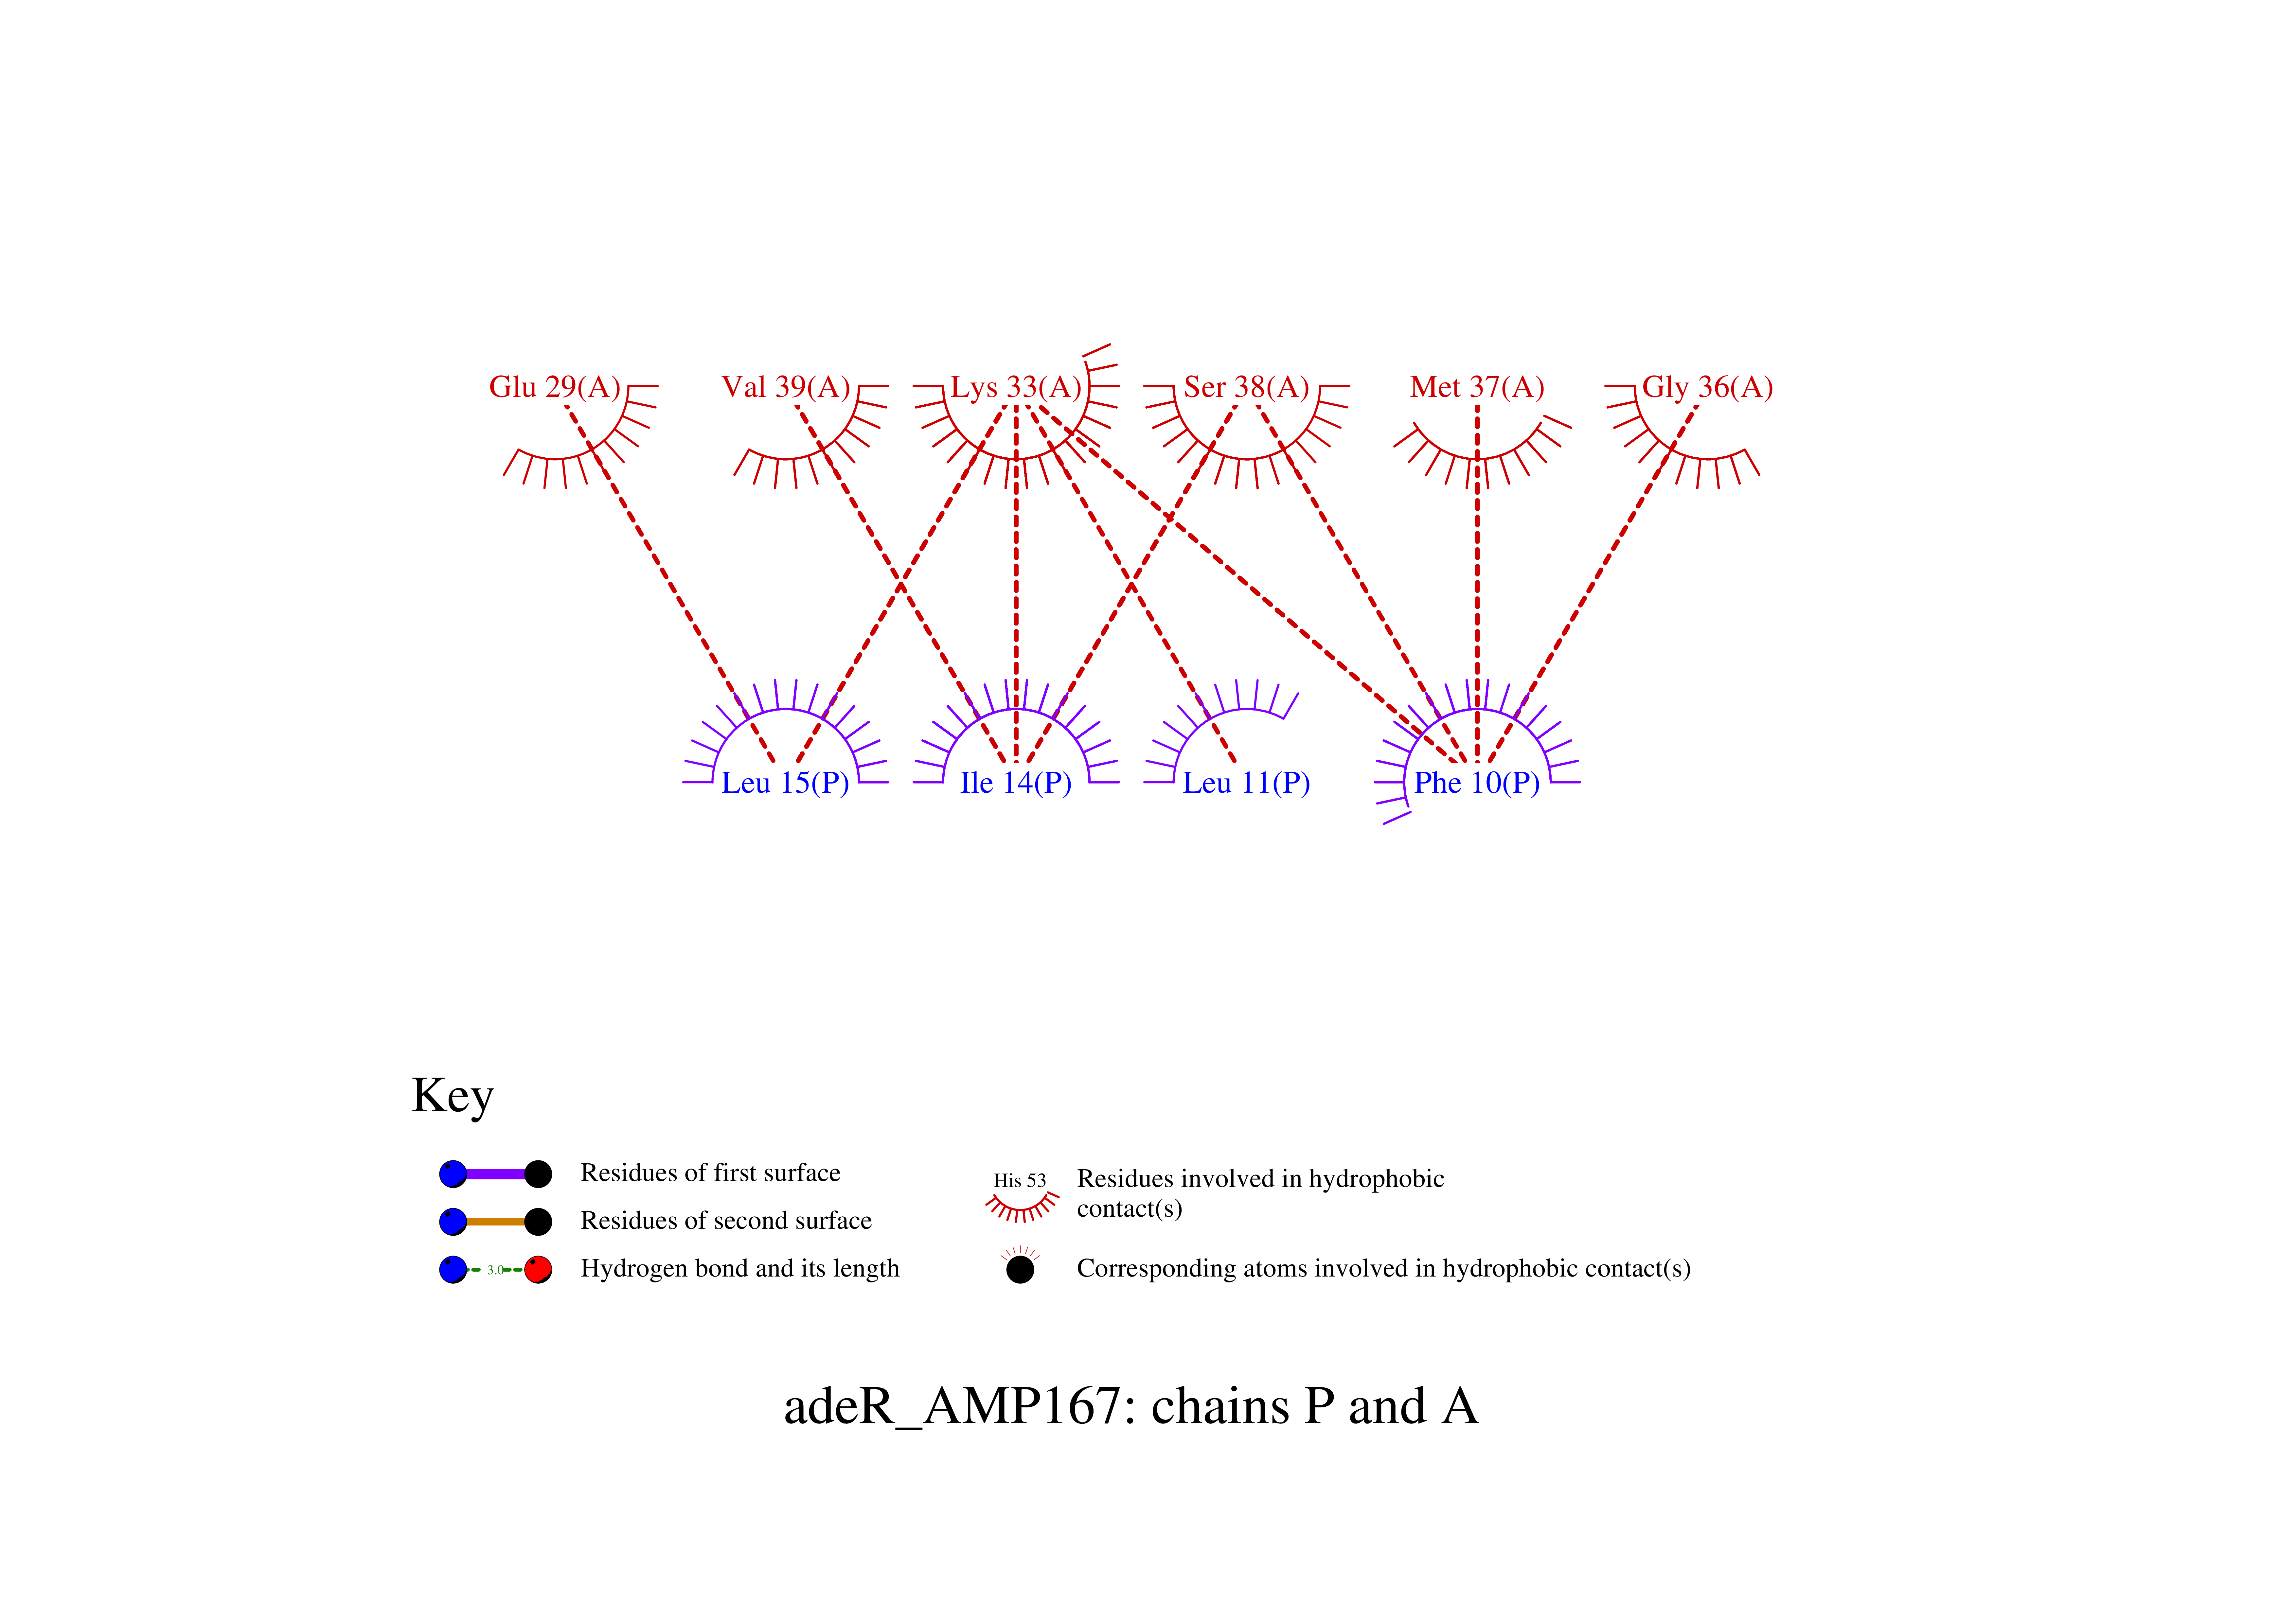 Glu 29(A) Val 39(A) Lys 33(A) Ser 38(A) Met 37(A) Gly 36(A)
Leu 15(P) Ile 14(P) Leu 11(P) Phe 10(P)
Key
Residues of first surface
Residues of second surface
3.0 Hydrogen bond and its length
His 53 Residues involved in hydrophobic
contact(s)
Corresponding atoms involved in hydrophobic contact(s)
adeR_AMP167: chains P and A